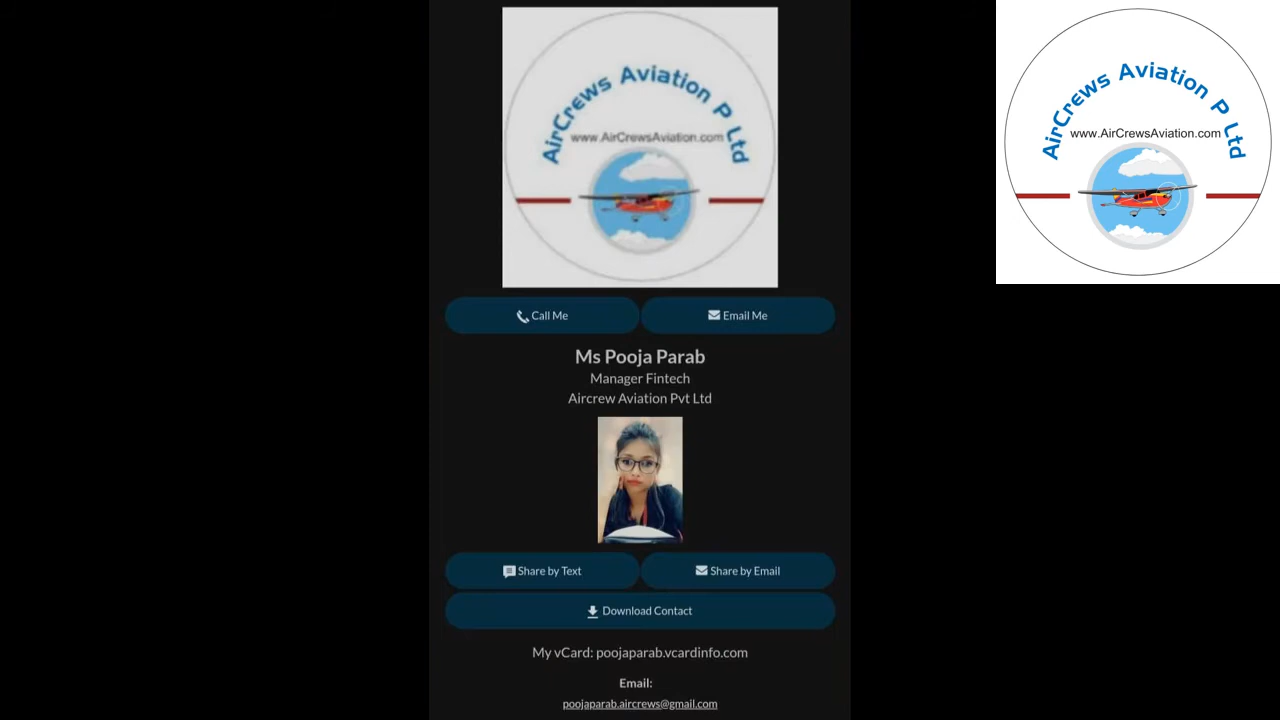 AirCrews Aviation P Ltd
www.AirCrewsAviation.com
AirCrews Aviation P Ltd
www.AirCrewsAviation.com
Call Me
Email Me
Ms Pooja Parab
Manager Fintech
Aircrew Aviation Pvt Ltd
Share by Text
Share by Email
Download Contact
My vCard: poojaparab.vcardinfo.com
Email:
poojaparab.aircrews@gmail.com